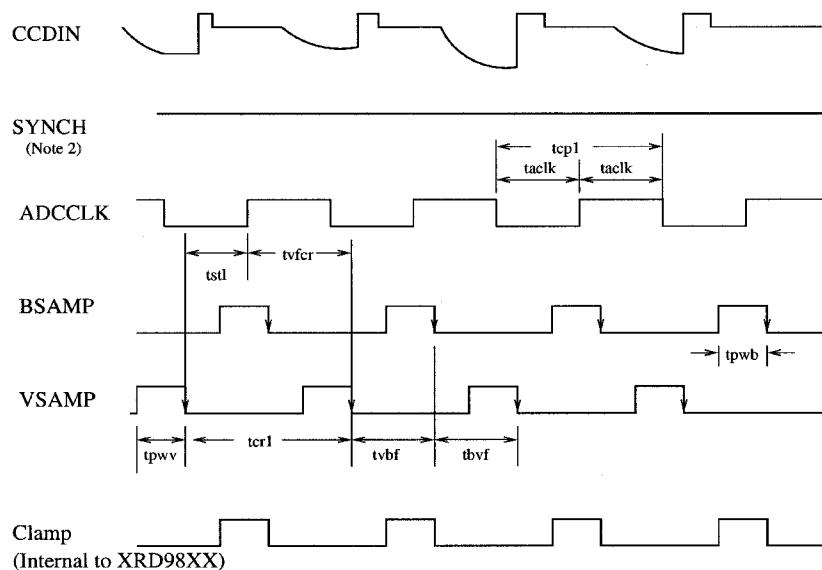 CCDIN
SYNCH
(Note 2)
tcp1
taclk taclk
ADCCLK
tstl tvfcr
BSAMP
tpwb
VSAMP
tpwv tcr1 tvbf tbvf
Clamp
(Internal to XRD98XX)